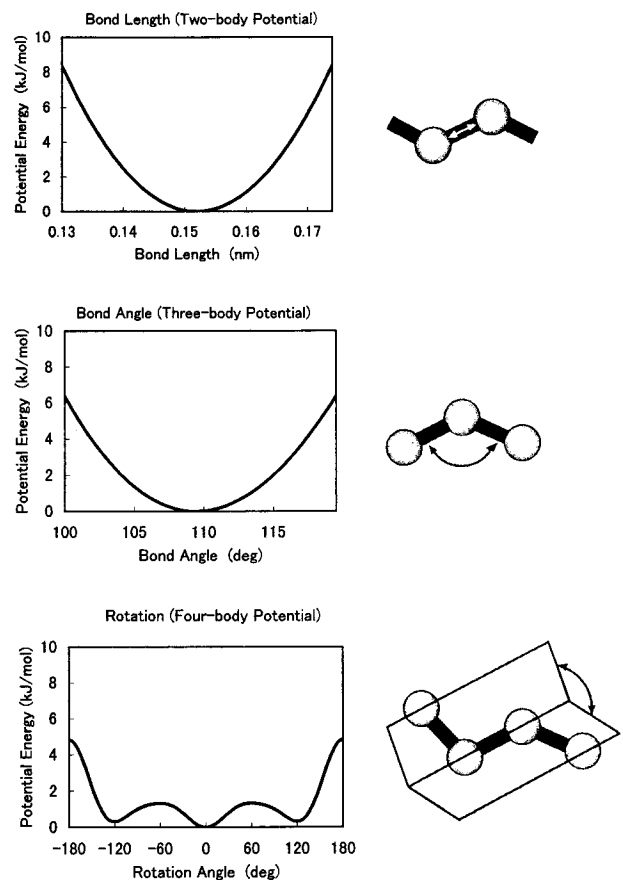 Bond Length (Two-body Potential)
Potential Energy (kJ/mol)
10
8
6
4
2
0
0.13 0.14 0.15 0.16 0.17
Bond Length (nm)
Bond Angle (Three-body Potential)
Potential Energy (kJ/mol)
10
8
6
4
2
0
100 105 110 115
Bond Angle (deg)
Rotation (Four-body Potential)
Potential Energy (kJ/mol)
10
8
6
4
2
0
-180 -120 -60 0 60 120 180
Rotation Angle (deg)